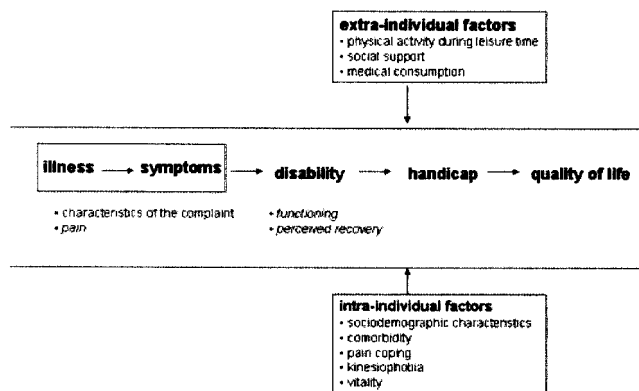 extra-individual factors
• physical activity during leisure time
• social support
• medical consumption
illness symptoms disability handicap quality of life
• characteristics of the complaint • functioning
• pain • perceived recovery
intra-individual factors
• sociodemographic characteristics
• comorbidity
• pain coping
• kinesiophobia
• vitality